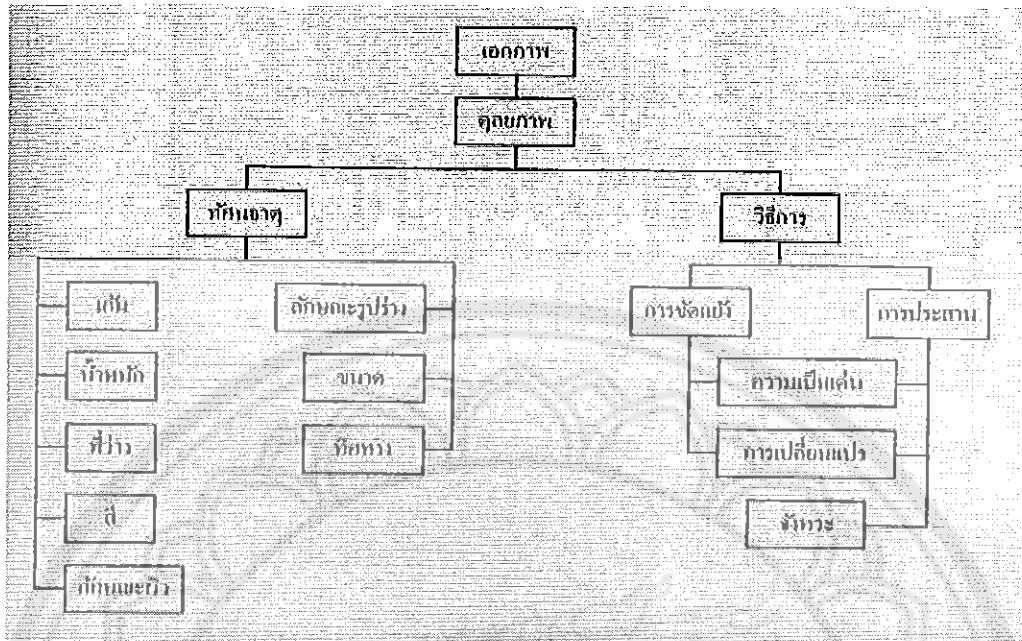 เอกภาพ
ดุลยภาพ
ทัศนธาตุ
วิธีการ
เส้น
ลักษณะรูปร่าง
การขัดแย้ง
การประสาน
น้ำหนัก
ขนาด
ความเป็นเด่น
ที่ว่าง
ทิศทาง
การเปลี่ยนแปร
สี
จังหวะ
ลักษณะผิว